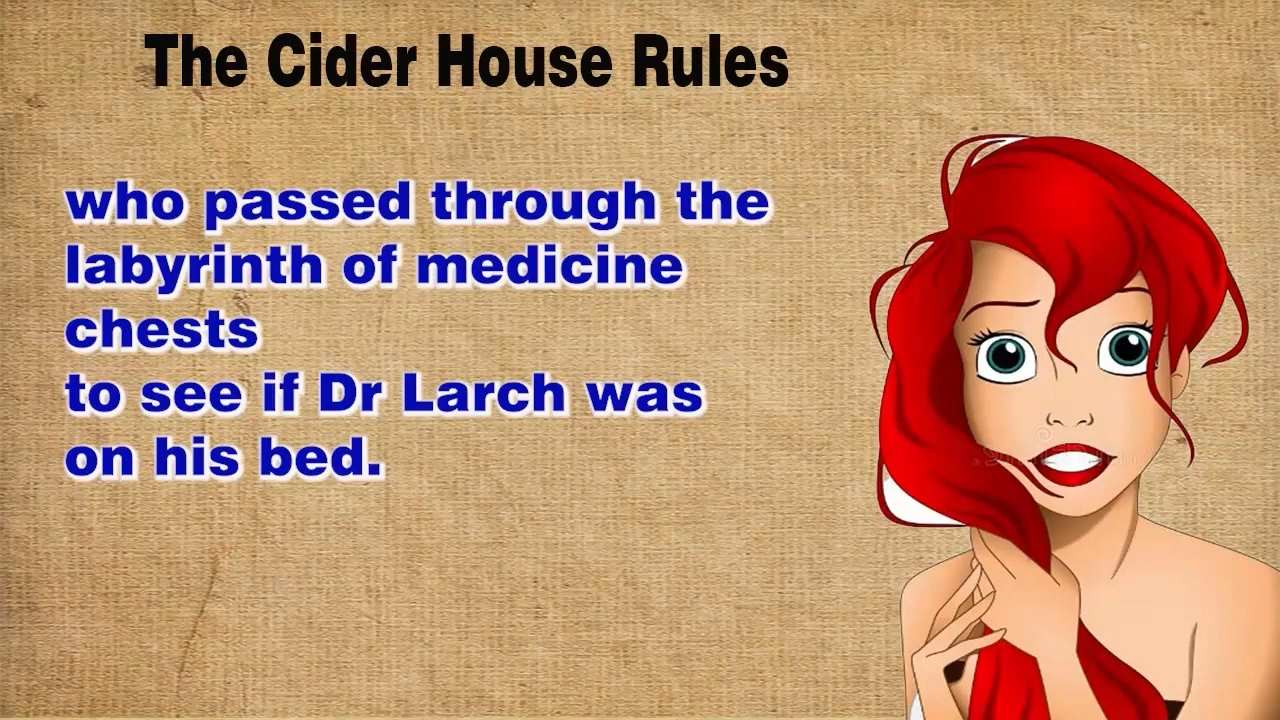 The Cider House Rules
who passed through the
labyrinth of medicine
chests
to see if Dr Larch was
on his bed.